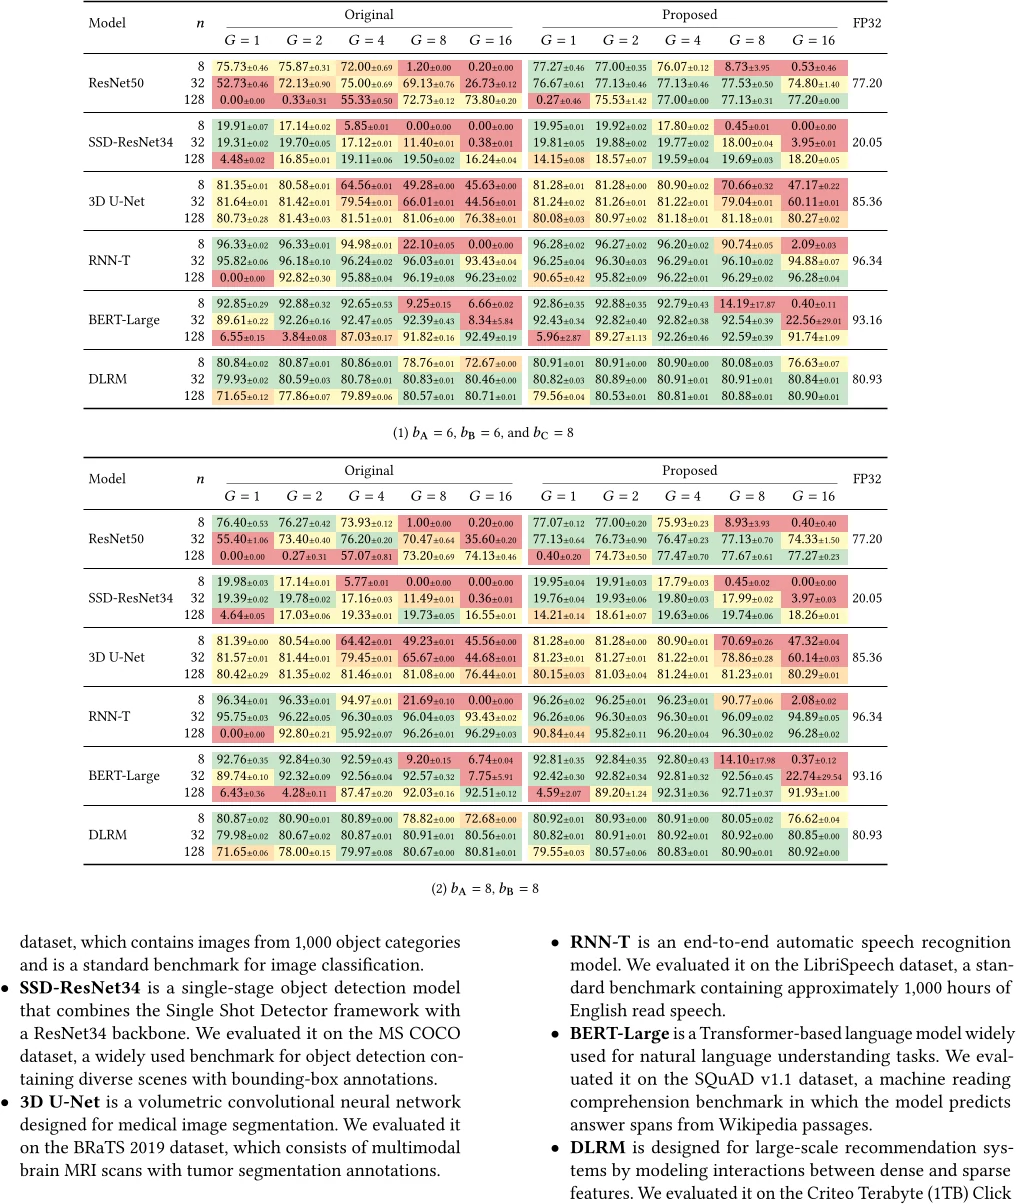 Model n Original Proposed FP32
G = 1 G = 2 G = 4 G = 8 G = 16 G = 1 G = 2 G = 4 G = 8 G = 16
8 75.73±0.46 75.87±0.31 72.00±0.69 1.20±0.00 0.20±0.00 77.27±0.46 77.00±0.35 76.07±0.12 8.73±3.95 0.53±0.46
ResNet50 32 52.73±0.46 72.13±0.90 75.00±0.69 69.13±0.76 26.73±0.12 76.67±0.61 77.13±0.46 77.13±0.46 77.53±0.50 74.80±1.40 77.20
128 0.00±0.00 0.33±0.31 55.33±0.50 72.73±0.12 73.80±0.20 0.27±0.46 75.53±1.42 77.00±0.00 77.13±0.31 77.20±0.00
8 19.91±0.07 17.14±0.02 5.85±0.01 0.00±0.00 0.00±0.00 19.95±0.01 19.92±0.02 17.80±0.02 0.45±0.01 0.00±0.00
SSD-ResNet34 32 19.31±0.02 19.70±0.05 17.12±0.01 11.40±0.01 0.38±0.01 19.81±0.05 19.88±0.02 19.77±0.02 18.00±0.04 3.95±0.01 20.05
128 4.48±0.02 16.85±0.01 19.11±0.06 19.50±0.02 16.24±0.04 14.15±0.08 18.57±0.07 19.59±0.04 19.69±0.03 18.20±0.05
8 81.35±0.01 80.58±0.01 64.56±0.01 49.28±0.00 45.63±0.00 81.28±0.01 81.28±0.00 80.90±0.02 70.66±0.32 47.17±0.22
3D U-Net 32 81.64±0.01 81.42±0.01 79.54±0.01 66.01±0.01 44.56±0.01 81.24±0.02 81.26±0.01 81.22±0.01 79.04±0.01 60.11±0.01 85.36
128 80.73±0.28 81.43±0.03 81.51±0.01 81.06±0.00 76.38±0.01 80.08±0.03 80.97±0.02 81.18±0.01 81.18±0.01 80.27±0.02
8 96.33±0.02 96.33±0.01 94.98±0.01 22.10±0.05 0.00±0.00 96.28±0.02 96.27±0.02 96.20±0.02 90.74±0.05 2.09±0.03
RNN-T 32 95.82±0.06 96.18±0.10 96.24±0.02 96.03±0.01 93.43±0.04 96.25±0.04 96.30±0.03 96.29±0.01 96.10±0.02 94.88±0.07 96.34
128 0.00±0.00 92.82±0.30 95.88±0.04 96.19±0.08 96.23±0.02 90.65±0.42 95.82±0.09 96.22±0.01 96.29±0.02 96.28±0.04
8 92.85±0.29 92.88±0.32 92.65±0.53 9.25±0.15 6.66±0.02 92.86±0.35 92.88±0.35 92.79±0.43 14.19±17.87 0.40±0.11
BERT-Large 32 89.61±0.22 92.26±0.16 92.47±0.05 92.39±0.43 8.34±5.84 92.43±0.34 92.82±0.40 92.82±0.38 92.54±0.39 22.56±29.01 93.16
128 6.55±0.15 3.84±0.08 87.03±0.17 91.82±0.16 92.49±0.19 5.96±2.87 89.27±1.13 92.26±0.46 92.59±0.39 91.74±1.09
8 80.84±0.02 80.87±0.01 80.86±0.01 78.76±0.01 72.67±0.00 80.91±0.01 80.91±0.00 80.90±0.00 80.08±0.03 76.63±0.07
DLRM 32 79.93±0.02 80.59±0.03 80.78±0.01 80.83±0.01 80.46±0.00 80.82±0.03 80.89±0.00 80.91±0.01 80.91±0.01 80.84±0.01 80.93
128 71.65±0.12 77.86±0.07 79.89±0.06 80.57±0.01 80.71±0.01 79.56±0.04 80.53±0.01 80.81±0.01 80.88±0.01 80.90±0.01
(1) bA = 6, bB = 6, and bC = 8
Model n Original Proposed FP32
G = 1 G = 2 G = 4 G = 8 G = 16 G = 1 G = 2 G = 4 G = 8 G = 16
8 76.40±0.53 76.27±0.42 73.93±0.12 1.00±0.00 0.20±0.00 77.07±0.12 77.00±0.20 75.93±0.23 8.93±3.93 0.40±0.40
ResNet50 32 55.40±1.06 73.40±0.40 76.20±0.20 70.47±0.64 35.60±0.20 77.13±0.64 76.73±0.90 76.47±0.23 77.13±0.70 74.33±1.50 77.20
128 0.00±0.00 0.27±0.31 57.07±0.81 73.20±0.69 74.13±0.46 0.40±0.20 74.73±0.50 77.47±0.70 77.67±0.61 77.27±0.23
8 19.98±0.03 17.14±0.01 5.77±0.01 0.00±0.00 0.00±0.00 19.95±0.04 19.91±0.03 17.79±0.03 0.45±0.02 0.00±0.00
SSD-ResNet34 32 19.39±0.02 19.78±0.02 17.16±0.03 11.49±0.01 0.36±0.01 19.76±0.04 19.93±0.06 19.80±0.03 17.99±0.02 3.97±0.03 20.05
128 4.64±0.05 17.03±0.06 19.33±0.01 19.73±0.05 16.55±0.01 14.21±0.14 18.61±0.07 19.63±0.06 19.74±0.06 18.26±0.01
8 81.39±0.00 80.54±0.00 64.42±0.01 49.23±0.01 45.56±0.00 81.28±0.00 81.28±0.00 80.90±0.01 70.69±0.26 47.32±0.04
3D U-Net 32 81.57±0.01 81.44±0.01 79.45±0.01 65.67±0.00 44.68±0.01 81.23±0.01 81.27±0.01 81.22±0.01 78.86±0.28 60.14±0.03 85.36
128 80.42±0.29 81.35±0.02 81.46±0.01 81.08±0.00 76.44±0.01 80.15±0.03 81.03±0.04 81.24±0.01 81.23±0.01 80.29±0.01
8 96.34±0.01 96.33±0.01 94.97±0.01 21.69±0.10 0.00±0.00 96.26±0.02 96.25±0.01 96.23±0.01 90.77±0.06 2.08±0.02
RNN-T 32 95.75±0.03 96.22±0.05 96.30±0.03 96.04±0.03 93.43±0.02 96.26±0.06 96.30±0.03 96.30±0.01 96.09±0.02 94.89±0.05 96.34
128 0.00±0.00 92.80±0.21 95.92±0.07 96.26±0.01 96.29±0.03 90.84±0.44 95.82±0.11 96.20±0.04 96.30±0.02 96.28±0.02
8 92.76±0.35 92.84±0.30 92.59±0.43 9.20±0.15 6.74±0.04 92.81±0.35 92.84±0.35 92.80±0.43 14.10±17.98 0.37±0.12
BERT-Large 32 89.74±0.10 92.32±0.09 92.56±0.04 92.57±0.32 7.75±5.91 92.42±0.30 92.82±0.34 92.81±0.32 92.56±0.45 22.74±29.54 93.16
128 6.43±0.36 4.28±0.11 87.47±0.20 92.03±0.16 92.51±0.12 4.59±2.07 89.20±1.24 92.31±0.36 92.71±0.37 91.93±1.00
8 80.87±0.02 80.90±0.01 80.89±0.00 78.82±0.00 72.68±0.00 80.92±0.01 80.93±0.00 80.91±0.00 80.05±0.02 76.62±0.04
DLRM 32 79.98±0.02 80.67±0.02 80.87±0.01 80.91±0.01 80.56±0.01 80.82±0.01 80.91±0.01 80.92±0.01 80.92±0.00 80.85±0.00 80.93
128 71.65±0.06 78.00±0.15 79.97±0.08 80.67±0.00 80.81±0.01 79.55±0.03 80.57±0.06 80.83±0.01 80.90±0.01 80.92±0.00
(2) bA = 8, bB = 8
dataset, which contains images from 1,000 object categories
and is a standard benchmark for image classification.
• SSD-ResNet34 is a single-stage object detection model
that combines the Single Shot Detector framework with
a ResNet34 backbone. We evaluated it on the MS COCO
dataset, a widely used benchmark for object detection con-
taining diverse scenes with bounding-box annotations.
• 3D U-Net is a volumetric convolutional neural network
designed for medical image segmentation. We evaluated it
on the BRaTS 2019 dataset, which consists of multimodal
brain MRI scans with tumor segmentation annotations.
• RNN-T is an end-to-end automatic speech recognition
model. We evaluated it on the LibriSpeech dataset, a stan-
dard benchmark containing approximately 1,000 hours of
English read speech.
• BERT-Large is a Transformer-based language model widely
used for natural language understanding tasks. We eval-
uated it on the SQuAD v1.1 dataset, a machine reading
comprehension benchmark in which the model predicts
answer spans from Wikipedia passages.
• DLRM is designed for large-scale recommendation sys-
tems by modeling interactions between dense and sparse
features. We evaluated it on the Criteo Terabyte (1TB) Click